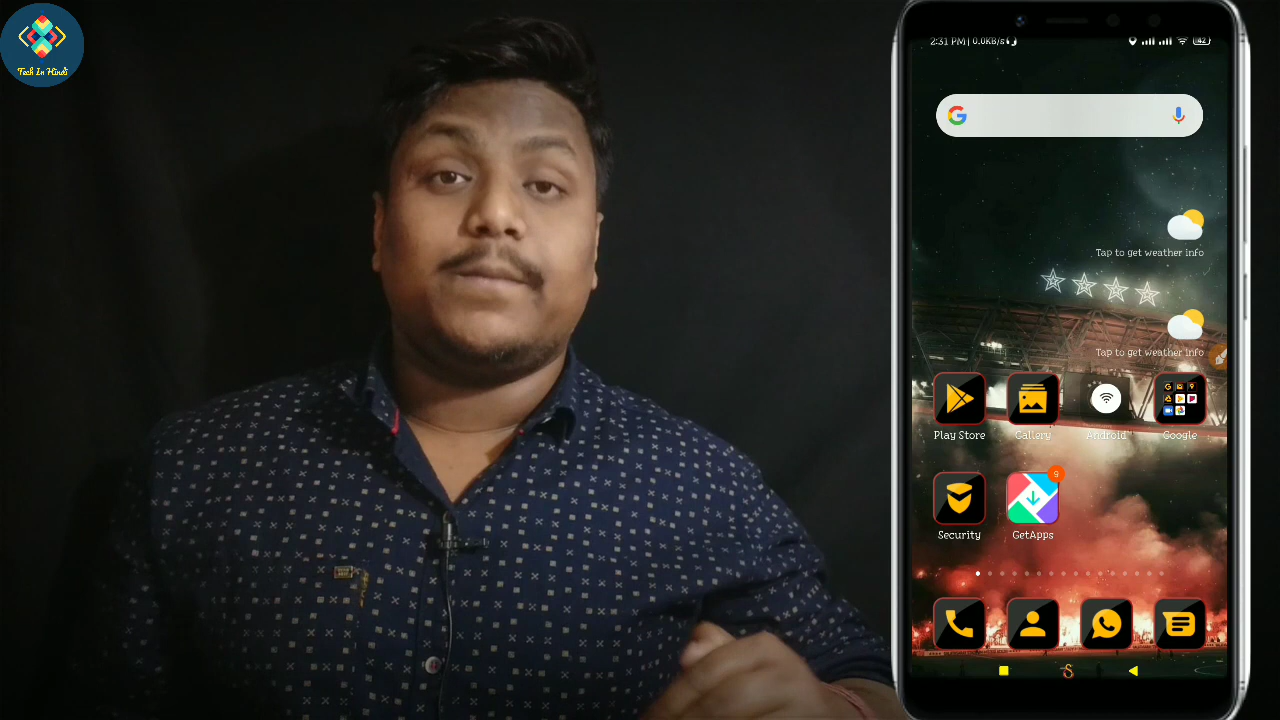 Tech In Hindi
2:31 PM | 0.0KB/s
42
Tap to get weather info
Tap to get weather info
Play Store
Gallery
Android
Google
Security
9
GetApps